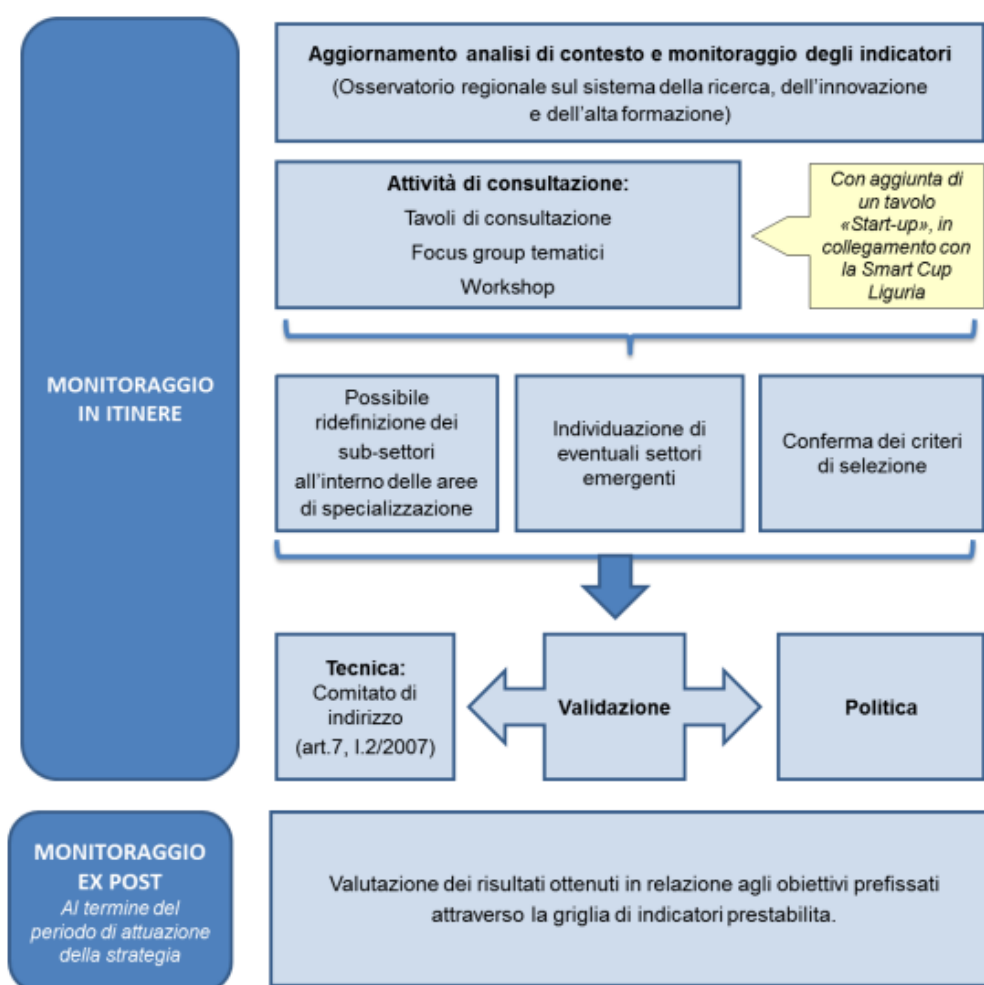 Aggiornamento analisi di contesto e monitoraggio degli indicatori
(Osservatorio regionale sul sistema della ricerca, dell'innovazione
e dell'alta formazione)
Attività di consultazione:
Tavoli di consultazione
Focus group tematici
Workshop
Con aggiunta di
un tavolo
«Start-up», in
collegamento con
la Smart Cup
Liguria
MONITORAGGIO
IN ITINERE
Possibile
ridefinizione dei
sub-settori
all'interno delle aree
di specializzazione
Individuazione di
eventuali settori
emergenti
Conferma dei criteri
di selezione
Tecnica:
Comitato di
indirizzo
(art.7, l.2/2007)
Validazione
Politica
MONITORAGGIO
EX POST
Al termine del
periodo di attuazione
della strategia
Valutazione dei risultati ottenuti in relazione agli obiettivi prefissati
attraverso la griglia di indicatori prestabilita.